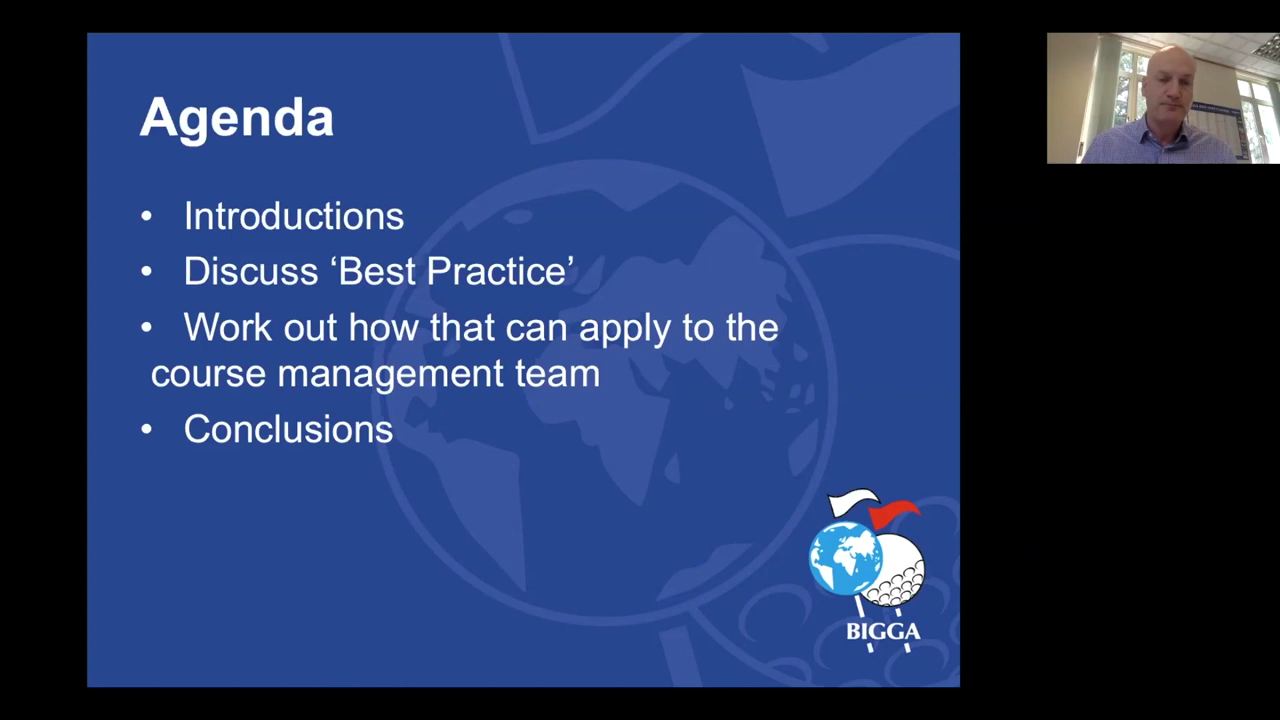 Agenda
• Introductions
• Discuss ‘Best Practice’
• Work out how that can apply to the
course management team
• Conclusions
BIGGA